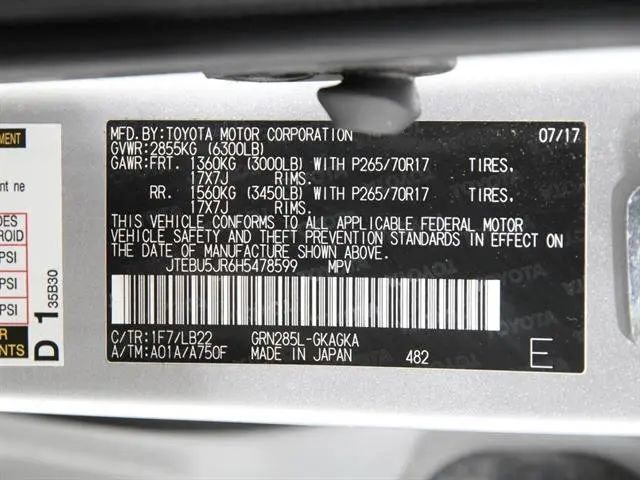 MFD.BY:TOYOTA MOTOR CORPORATION 07/17
GVWR:2855KG (6300LB)
GAWR:FRT. 1360KG (3000LB) WITH P265/70R17 TIRES,
17X7J RIMS.
RR. 1560KG (3450LB) WITH P265/70R17 TIRES,
17X7J RIMS.
THIS VEHICLE CONFORMS TO ALL APPLICABLE FEDERAL MOTOR
VEHICLE SAFETY AND THEFT PREVENTION STANDARDS IN EFFECT ON
THE DATE OF MANUFACTURE SHOWN ABOVE.
JTEBU5JR6H5478599 MPV
C/TR:1F7/LB22 GRN285L-GKAGKA
A/TM:A01A/A750F MADE IN JAPAN 482 E
PSI
PSI
PSI
D 1 35B30